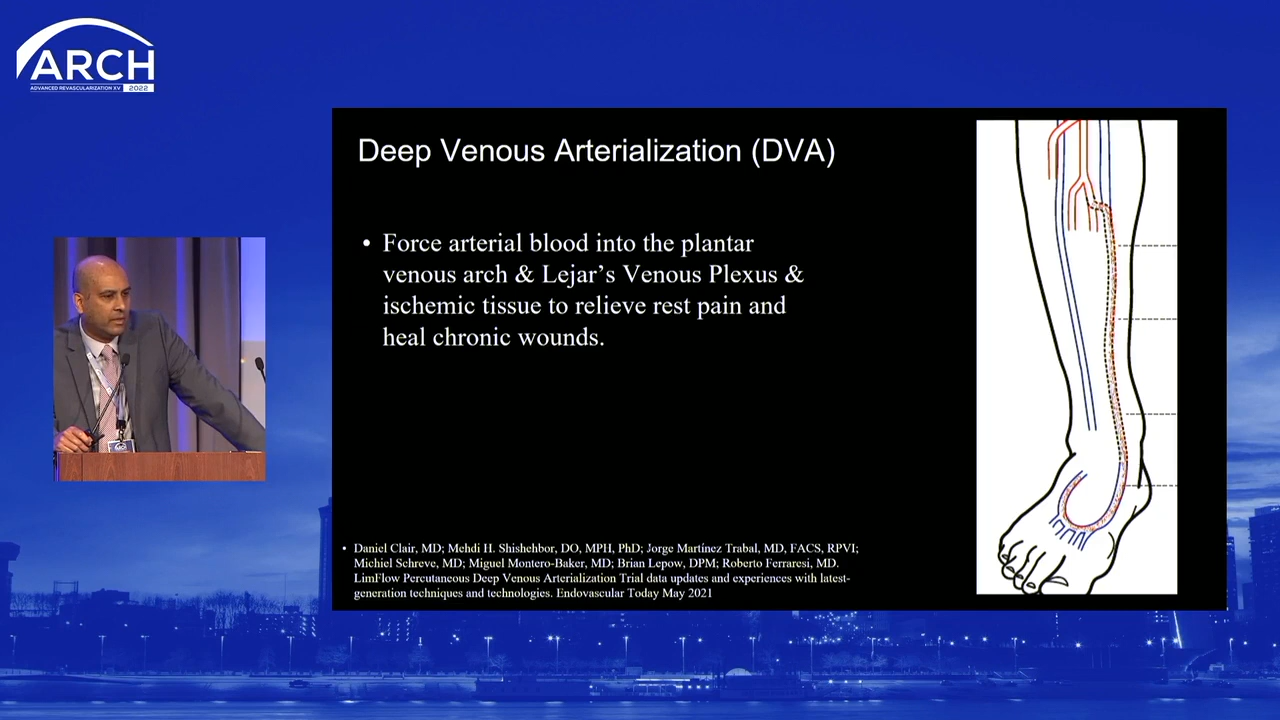 ARCH
ADVANCED REVASCULARIZATION XV 2022
Deep Venous Arterialization (DVA)
• Force arterial blood into the plantar
venous arch & Lejar’s Venous Plexus &
ischemic tissue to relieve rest pain and
heal chronic wounds.
• Daniel Clair, MD; Mehdi H. Shishehbor, DO, MPH, PhD; Jorge Martínez Trabal, MD, FACS, RPVI;
Michiel Schreve, MD; Miguel Montero-Baker, MD; Brian Lepow, DPM; Roberto Ferraresi, MD.
LimFlow Percutaneous Deep Venous Arterialization Trial data updates and experiences with latest-
generation techniques and technologies. Endovascular Today May 2021
ARCH